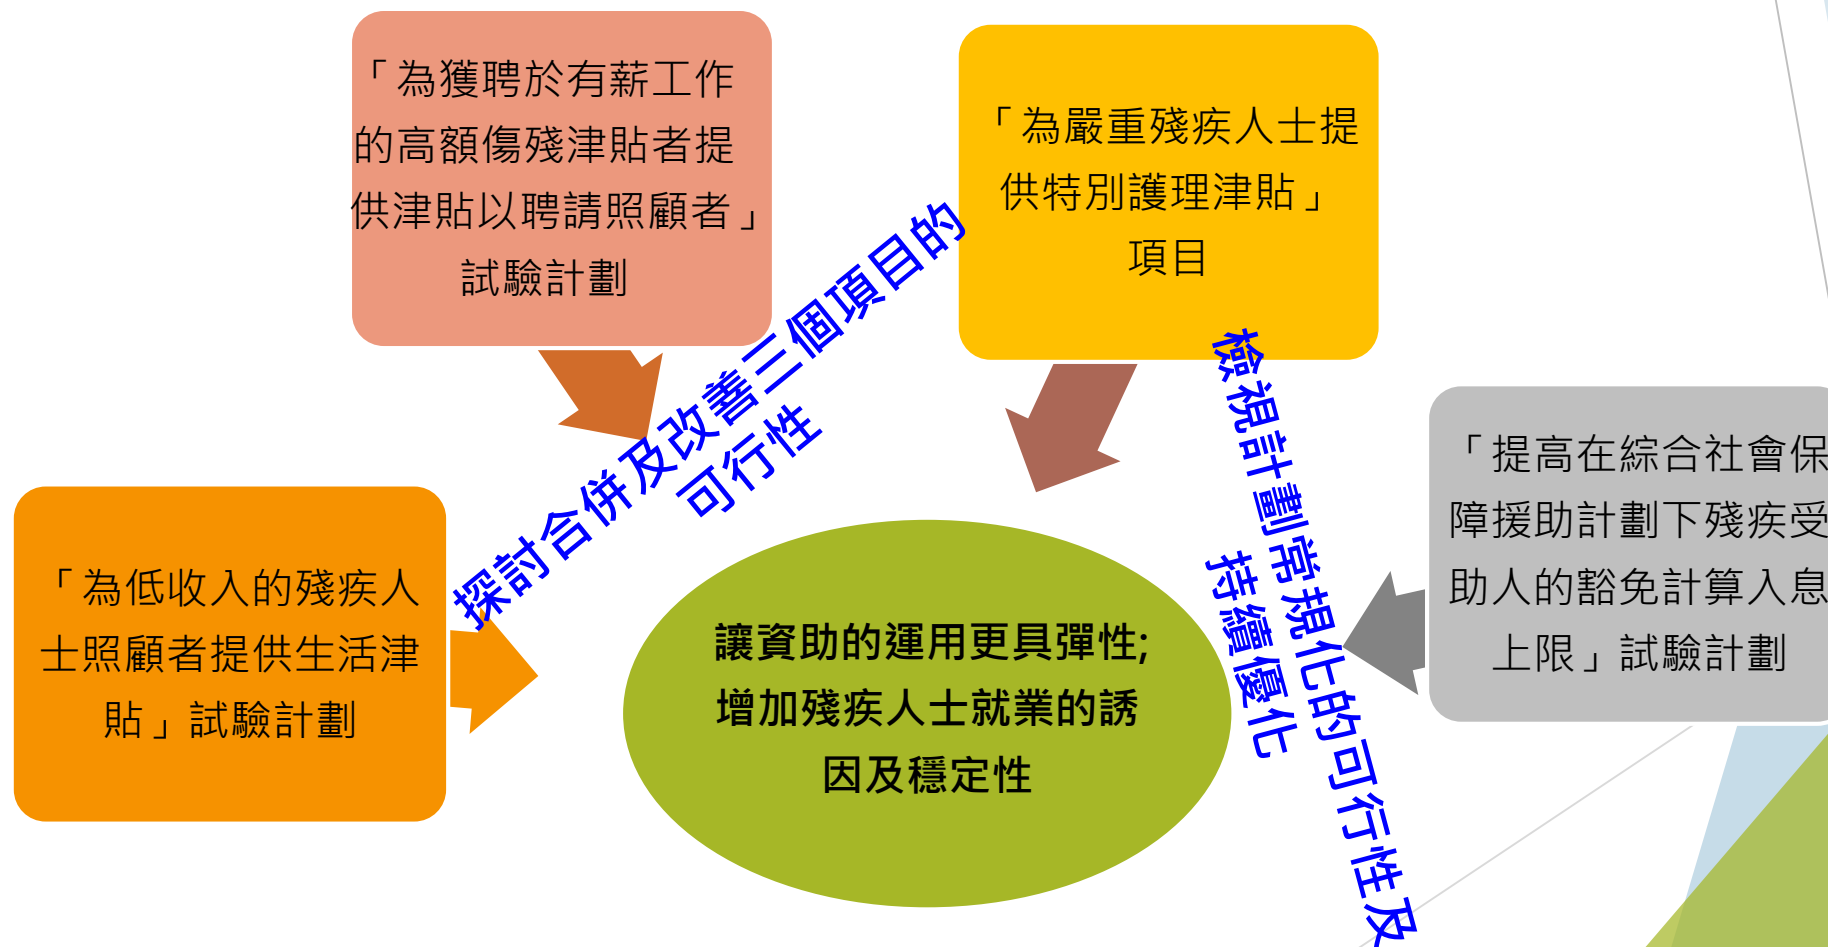 「為獲聘於有薪工作
的高額傷殘津貼者提
供津貼以聘請照顧者」
試驗計劃
「為嚴重殘疾人士提
供特別護理津貼」
項目
探討合併及改善三個項目的
可行性
檢視計劃常規化的可行性及
持續優化
「提高在綜合社會保
障援助計劃下殘疾受
助人的豁免計算入息
上限」試驗計劃
「為低收入的殘疾人
士照顧者提供生活津
貼」試驗計劃
讓資助的運用更具彈性;
增加殘疾人士就業的誘
因及穩定性